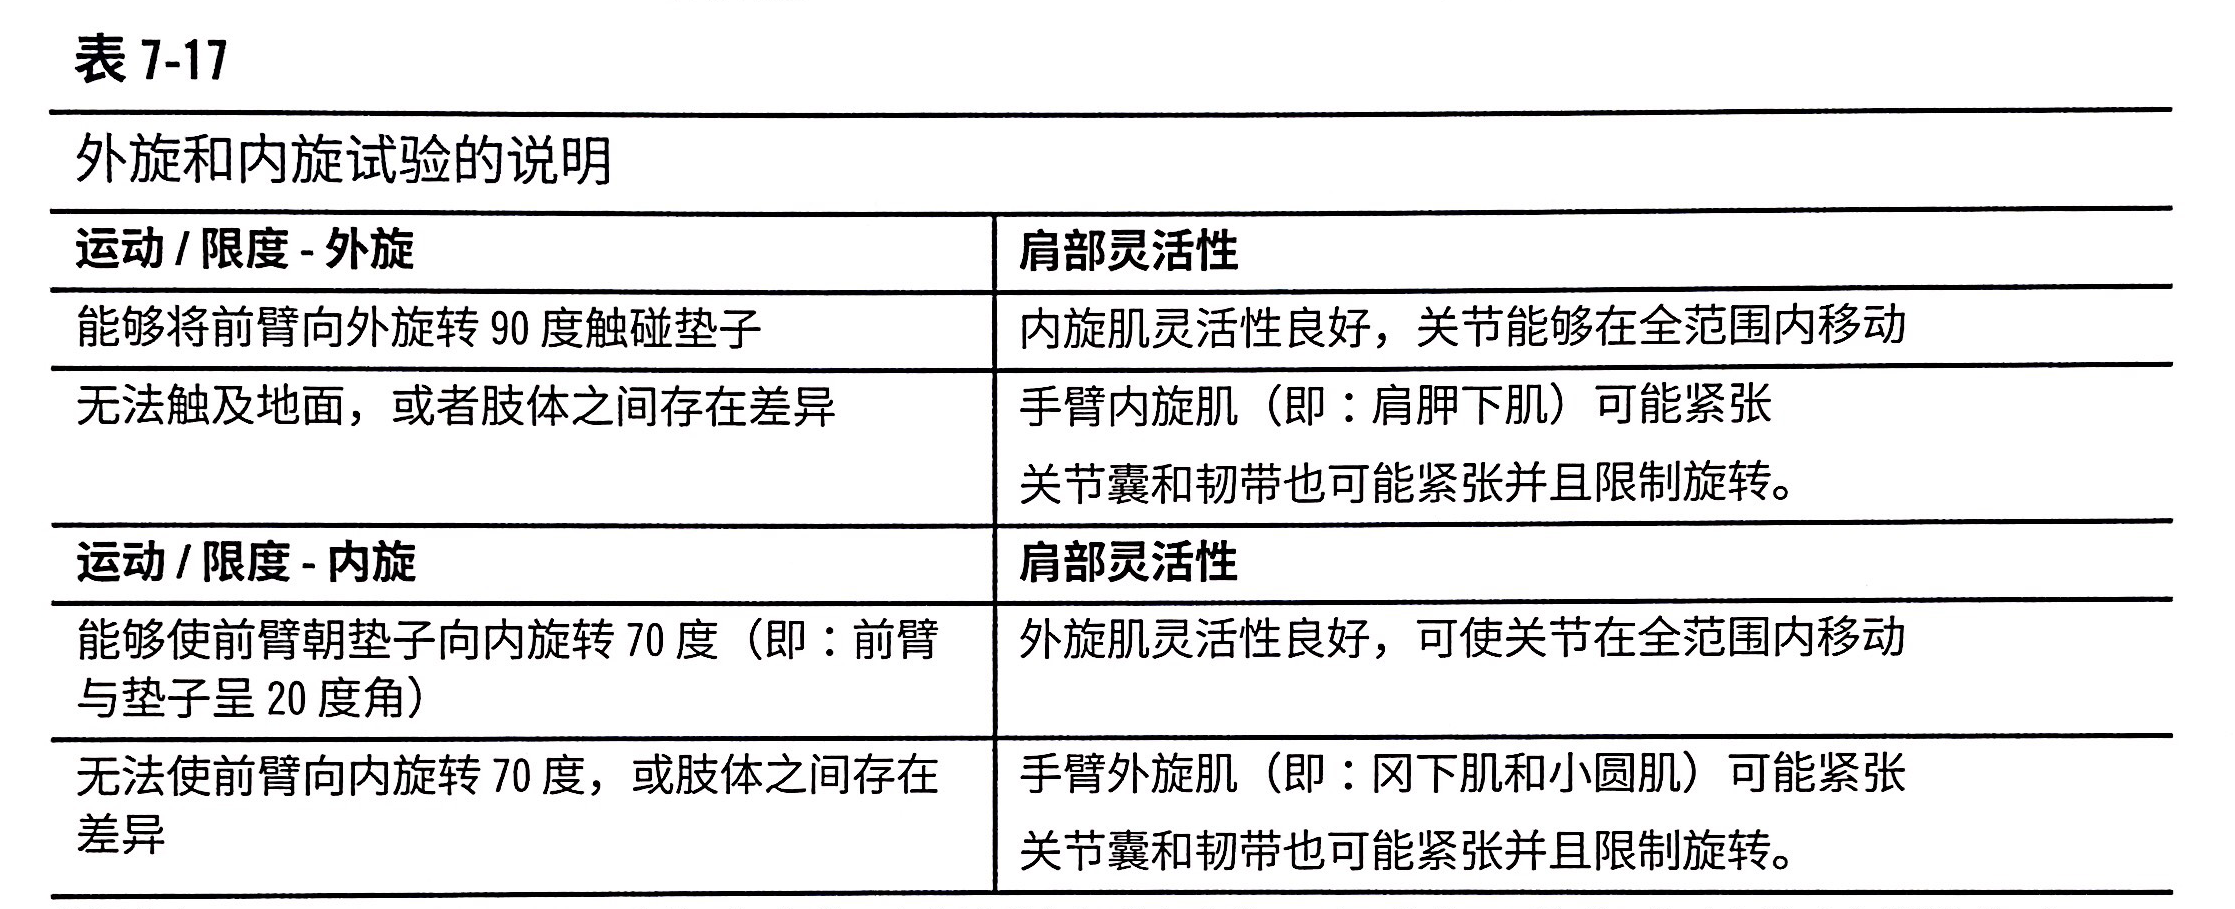 表 7-17
外旋和内旋试验的说明
运动 / 限度 - 外旋
肩部灵活性
能够将前臂向外旋转 90 度触碰垫子
内旋肌灵活性良好，关节能够在全范围内移动
无法触及地面，或者肢体之间存在差异
手臂内旋肌（即：肩胛下肌）可能紧张
关节囊和韧带也可能紧张并且限制旋转。
运动 / 限度 - 内旋
肩部灵活性
能够使前臂朝垫子向内旋转 70 度（即：前臂
与垫子呈 20 度角）
外旋肌灵活性良好，可使关节在全范围内移动
无法使前臂向内旋转 70 度，或肢体之间存在
差异
手臂外旋肌（即：冈下肌和小圆肌）可能紧张
关节囊和韧带也可能紧张并且限制旋转。